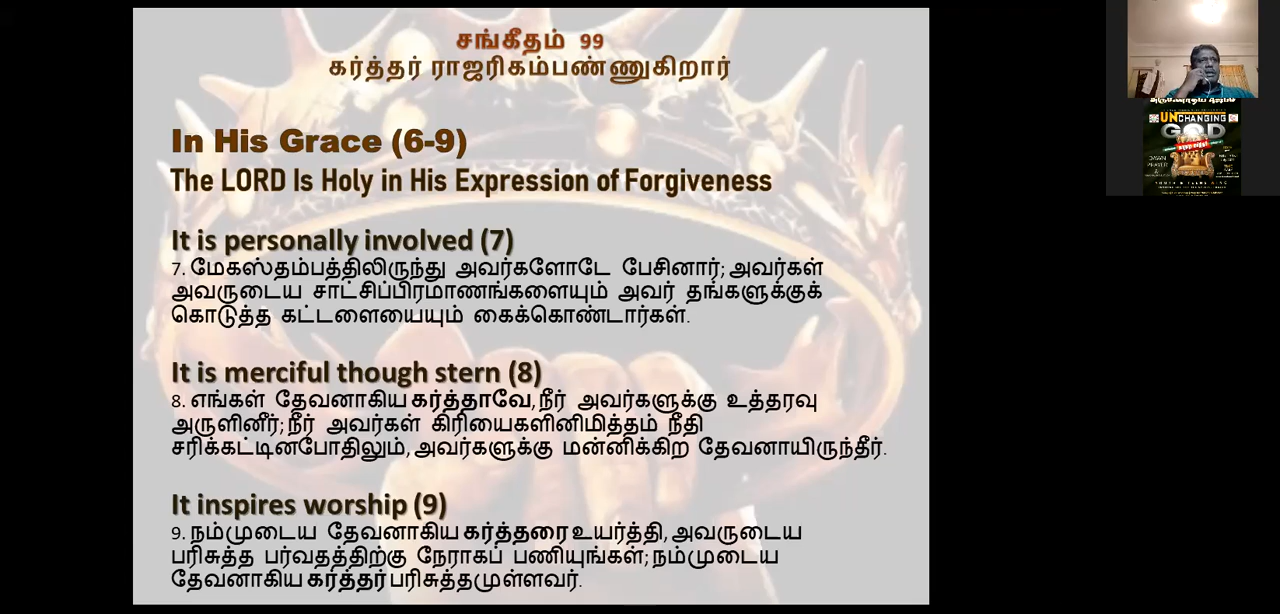 சங்கீதம் 99
கர்த்தர் ராஜரிகம்பண்ணுகிறார்
In His Grace (6-9)
The LORD Is Holy in His Expression of Forgiveness
It is personally involved (7)
7. மேகஸ்தம்பத்திலிருந்து அவர்களோடே பேசினார்; அவர்கள்
அவருடைய சாட்சிப்பிரமாணங்களையும் அவர் தங்களுக்குக்
கொடுத்த கட்டளையையும் கைக்கொண்டார்கள்.
It is merciful though stern (8)
8. எங்கள் தேவனாகிய கர்த்தாவே, நீர் அவர்களுக்கு உத்தரவு
அருளினீர்; நீர் அவர்கள் கிரியைகளினிமித்தம் நீதி
சரிக்கட்டினபோதிலும், அவர்களுக்கு மன்னிக்கிற தேவனாயிருந்தீர்.
It inspires worship (9)
9. நம்முடைய தேவனாகிய கர்த்தரை உயர்த்தி, அவருடைய
பரிசுத்த பர்வதத்திற்கு நேராகப் பணியுங்கள்; நம்முடைய
தேவனாகிய கர்த்தர் பரிசுத்தமுள்ளவர்.
UNCHANGING
GOD
DAWN
PRAYER